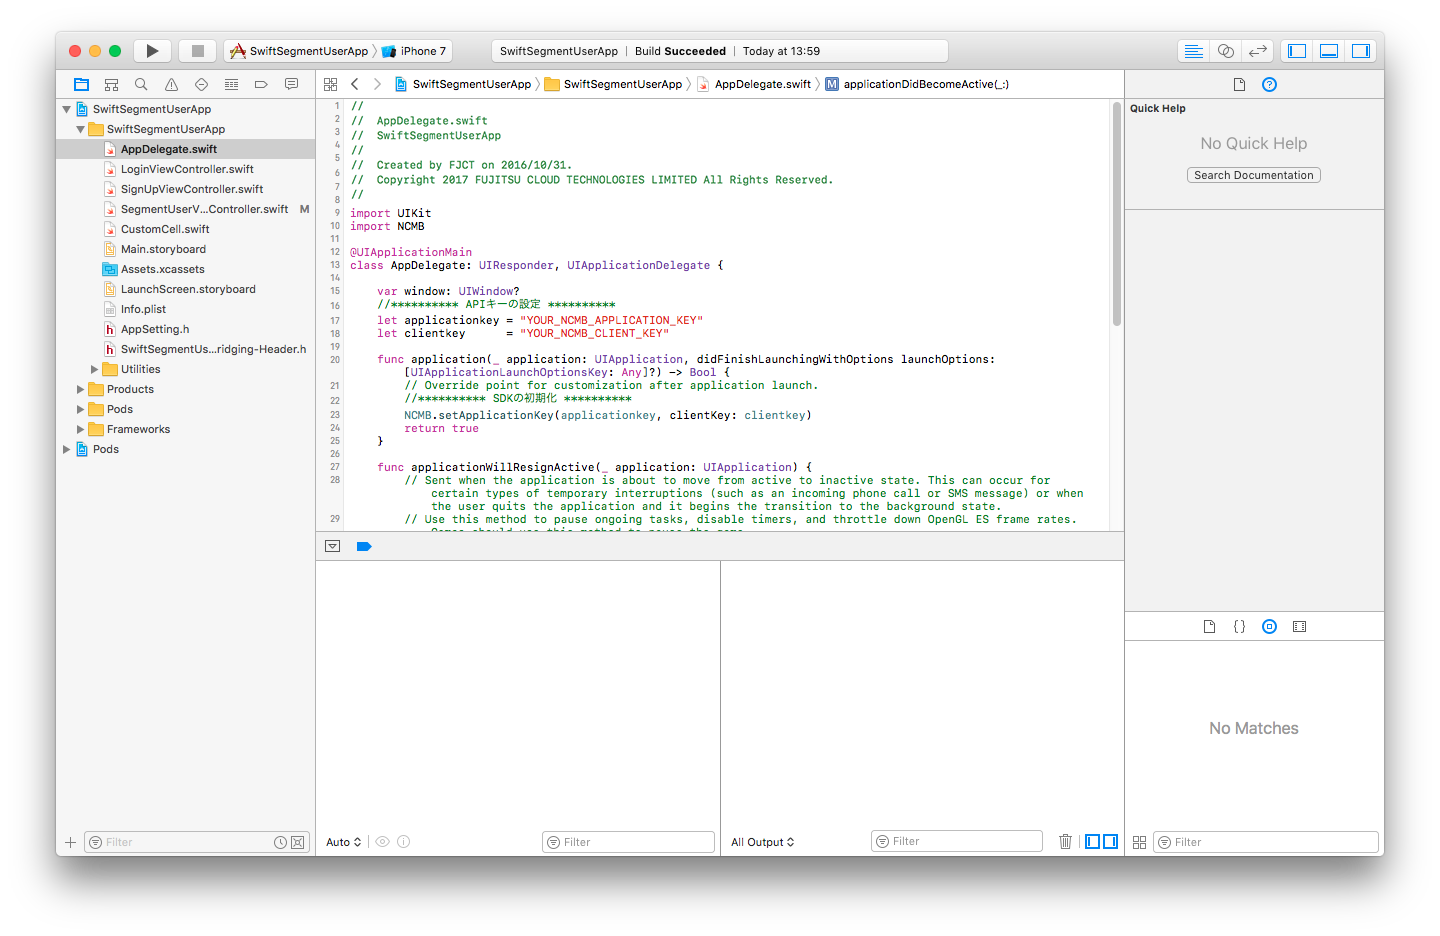 SwiftSegmentUserApp
iPhone 7
SwiftSegmentUserApp | Build Succeeded | Today at 13:59
SwiftSegmentUserApp
SwiftSegmentUserApp
AppDelegate.swift
LoginViewController.swift
SignUpViewController.swift
SegmentUserV...Controller.swift M
CustomCell.swift
Main.storyboard
Assets.xcassets
LaunchScreen.storyboard
Info.plist
AppSetting.h
SwiftSegmentUs...ridging-Header.h
Utilities
Products
Pods
Frameworks
Pods
Filter
SwiftSegmentUserApp
SwiftSegmentUserApp
AppDelegate.swift
M applicationDidBecomeActive(_:)
1 //
2 // AppDelegate.swift
3 // SwiftSegmentUserApp
4 //
5 // Created by FJCT on 2016/10/31.
6 // Copyright 2017 FUJITSU CLOUD TECHNOLOGIES LIMITED All Rights Reserved.
7 //
8
9 import UIKit
10 import NCMB
11
12 @UIApplicationMain
13 class AppDelegate: UIResponder, UIApplicationDelegate {
14
15 var window: UIWindow?
16 //********** APIキーの設定 **********
17 let applicationkey = "YOUR_NCMB_APPLICATION_KEY"
18 let clientkey      = "YOUR_NCMB_CLIENT_KEY"
19
20 func application(_ application: UIApplication, didFinishLaunchingWithOptions launchOptions:
[UIApplicationLaunchOptionsKey: Any]?) -> Bool {
21 // Override point for customization after application launch.
22 //********** SDKの初期化 **********
23 NCMB.setApplicationKey(applicationkey, clientKey: clientkey)
24 return true
25 }
26
27 func applicationWillResignActive(_ application: UIApplication) {
28 // Sent when the application is about to move from active to inactive state. This can occur for
certain types of temporary interruptions (such as an incoming phone call or SMS message) or when
the user quits the application and it begins the transition to the background state.
29 // Use this method to pause ongoing tasks, disable timers, and throttle down OpenGL ES frame rates.
Auto
Filter
All Output
Filter
Quick Help
No Quick Help
Search Documentation
{}
No Matches
Filter